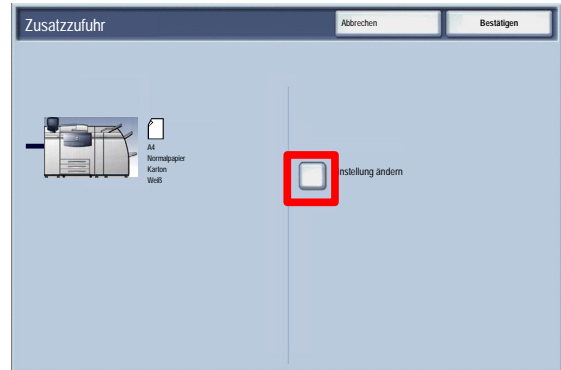 Zusatzzufuhr
Abbrechen
Bestätigen
A4
Normalpapier
Karton
Weiß
nstellung ändern